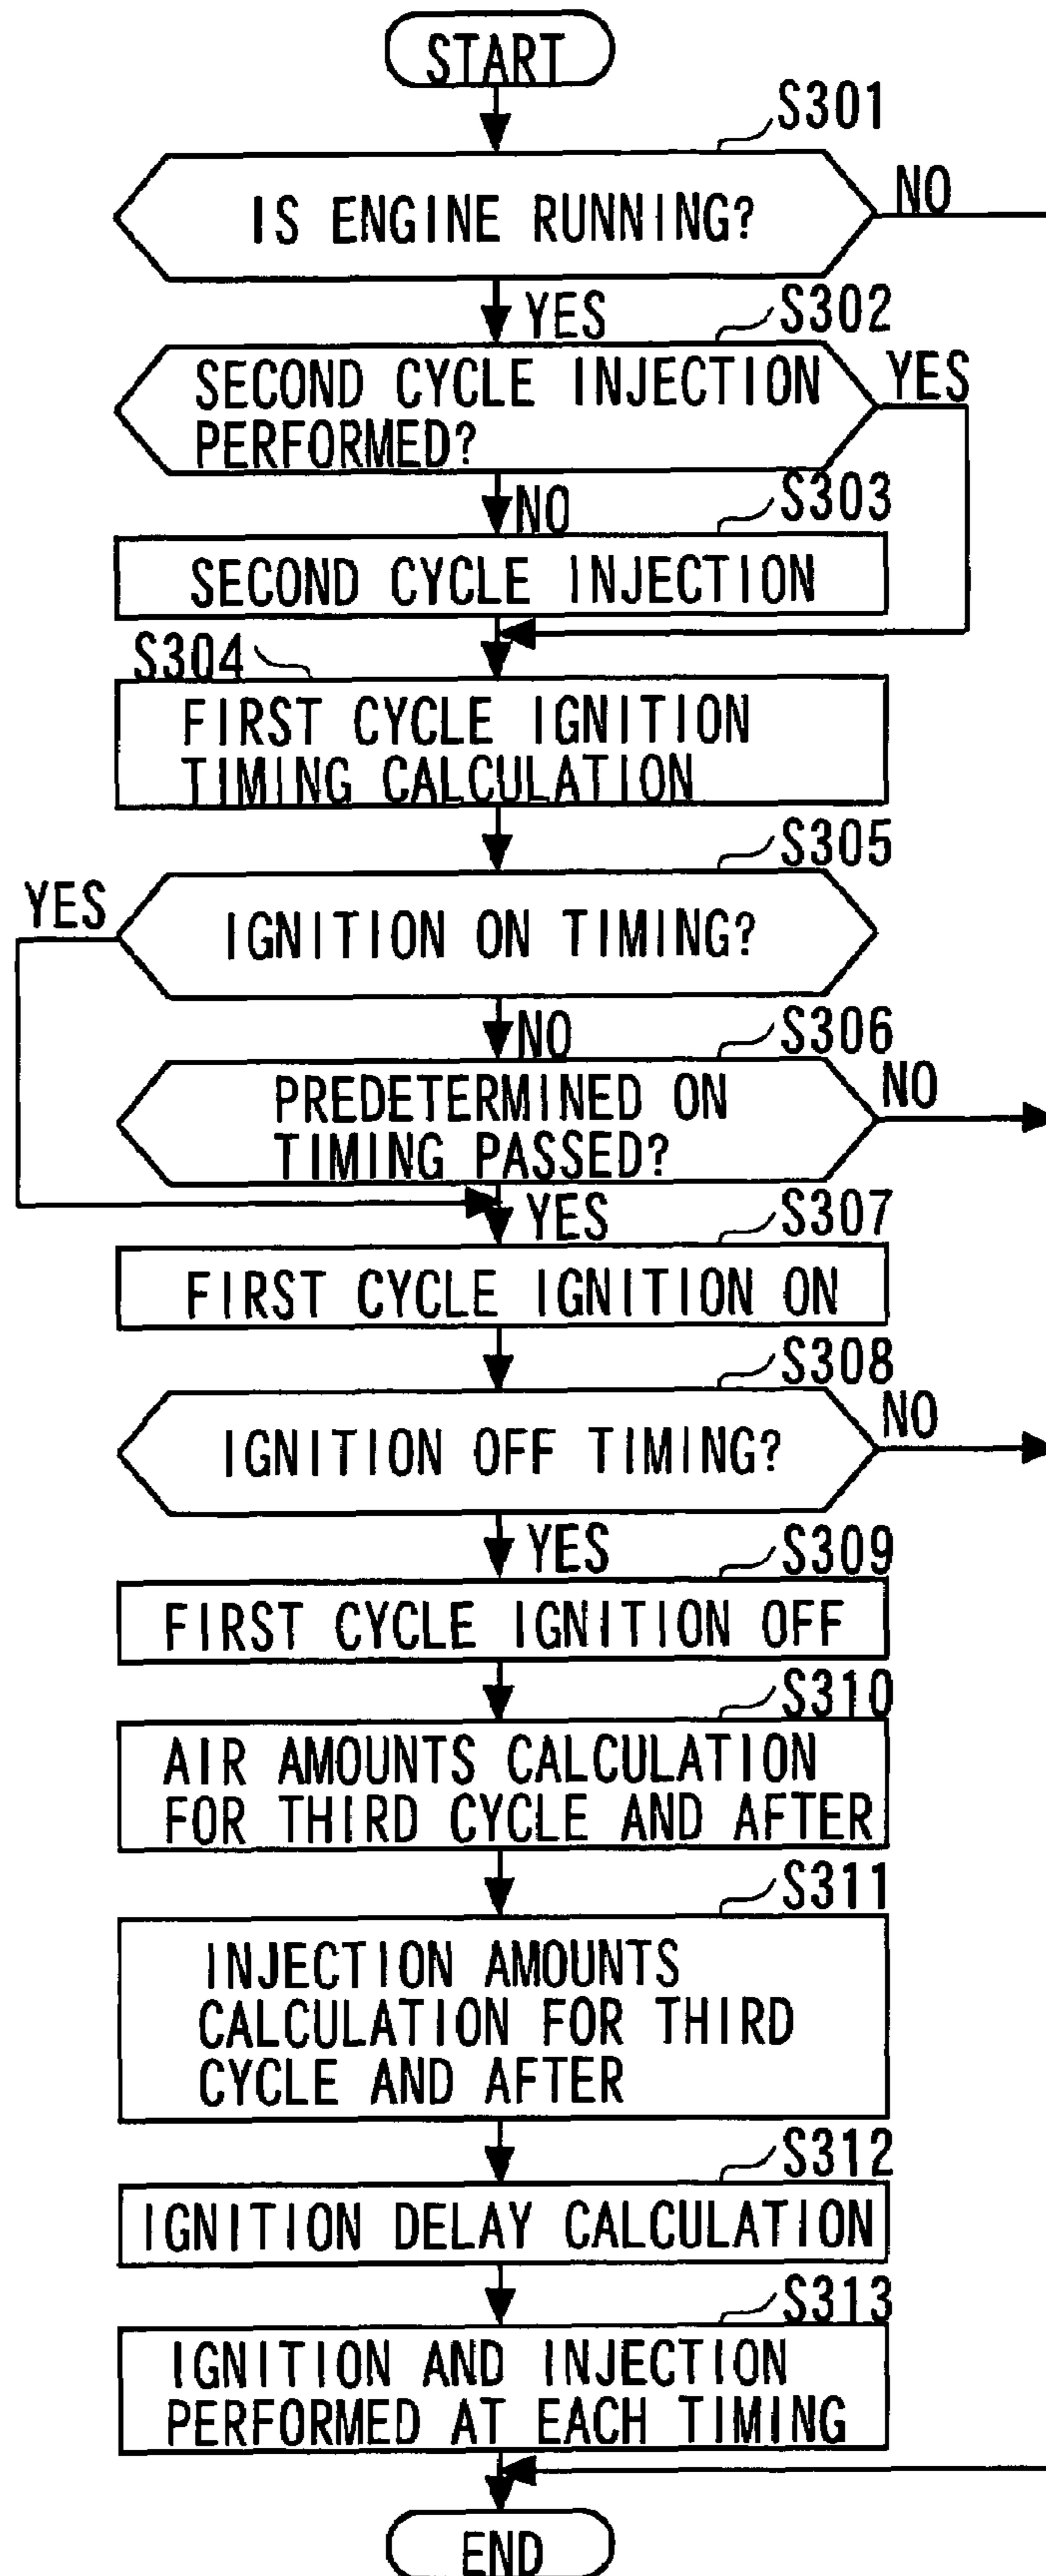 START
S301
IS ENGINE RUNNING?
NO
YES
S302
SECOND CYCLE INJECTION
PERFORMED?
YES
NO
S303
SECOND CYCLE INJECTION
S304
FIRST CYCLE IGNITION
TIMING CALCULATION
S305
YES
IGNITION ON TIMING?
NO
S306
PREDETERMINED ON
TIMING PASSED?
NO
YES
S307
FIRST CYCLE IGNITION ON
S308
IGNITION OFF TIMING?
NO
YES
S309
FIRST CYCLE IGNITION OFF
S310
AIR AMOUNTS CALCULATION
FOR THIRD CYCLE AND AFTER
S311
INJECTION AMOUNTS
CALCULATION FOR THIRD
CYCLE AND AFTER
S312
IGNITION DELAY CALCULATION
S313
IGNITION AND INJECTION
PERFORMED AT EACH TIMING
END